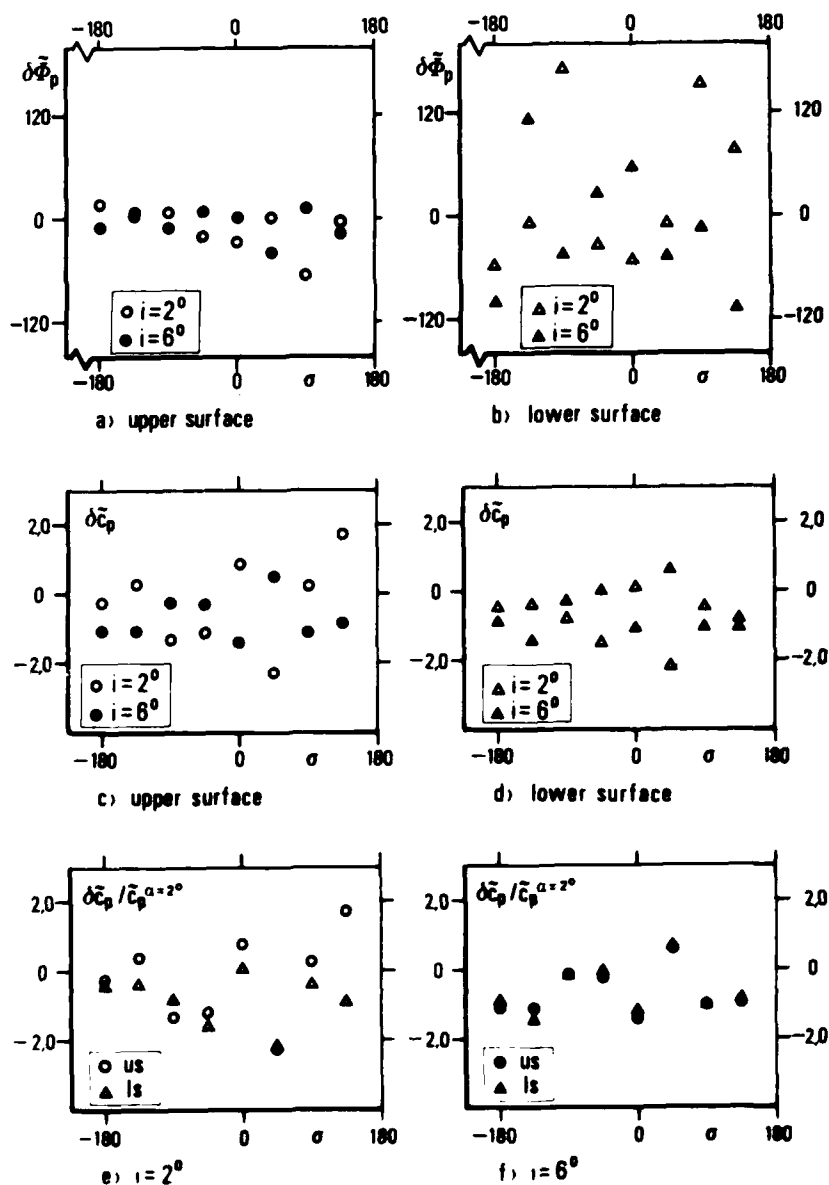 −180 0 180
−180 0 180
δΦ̃p
120
0
−120
○ i=2°
● i=6°
−180 0 σ 180
a) upper surface
δΦ̃p
120
0
−120
120
0
−120
△ i=2°
▲ i=6°
−180 0 σ 180
b) lower surface
δc̃p
2,0
0
−2,0
○ i=2°
● i=6°
−180 0 σ 180
c) upper surface
δc̃p
2,0
0
−2,0
2,0
0
−2,0
△ i=2°
▲ i=6°
−180 0 σ 180
d) lower surface
δc̃p/c̃p α=2°
2,0
0
−2,0
○ us
▲ ls
−180 0 σ 180
e) i=2°
δc̃p/c̃p α=2°
2,0
0
−2,0
2,0
0
−2,0
● us
▲ ls
−180 0 σ 180
f) i=6°